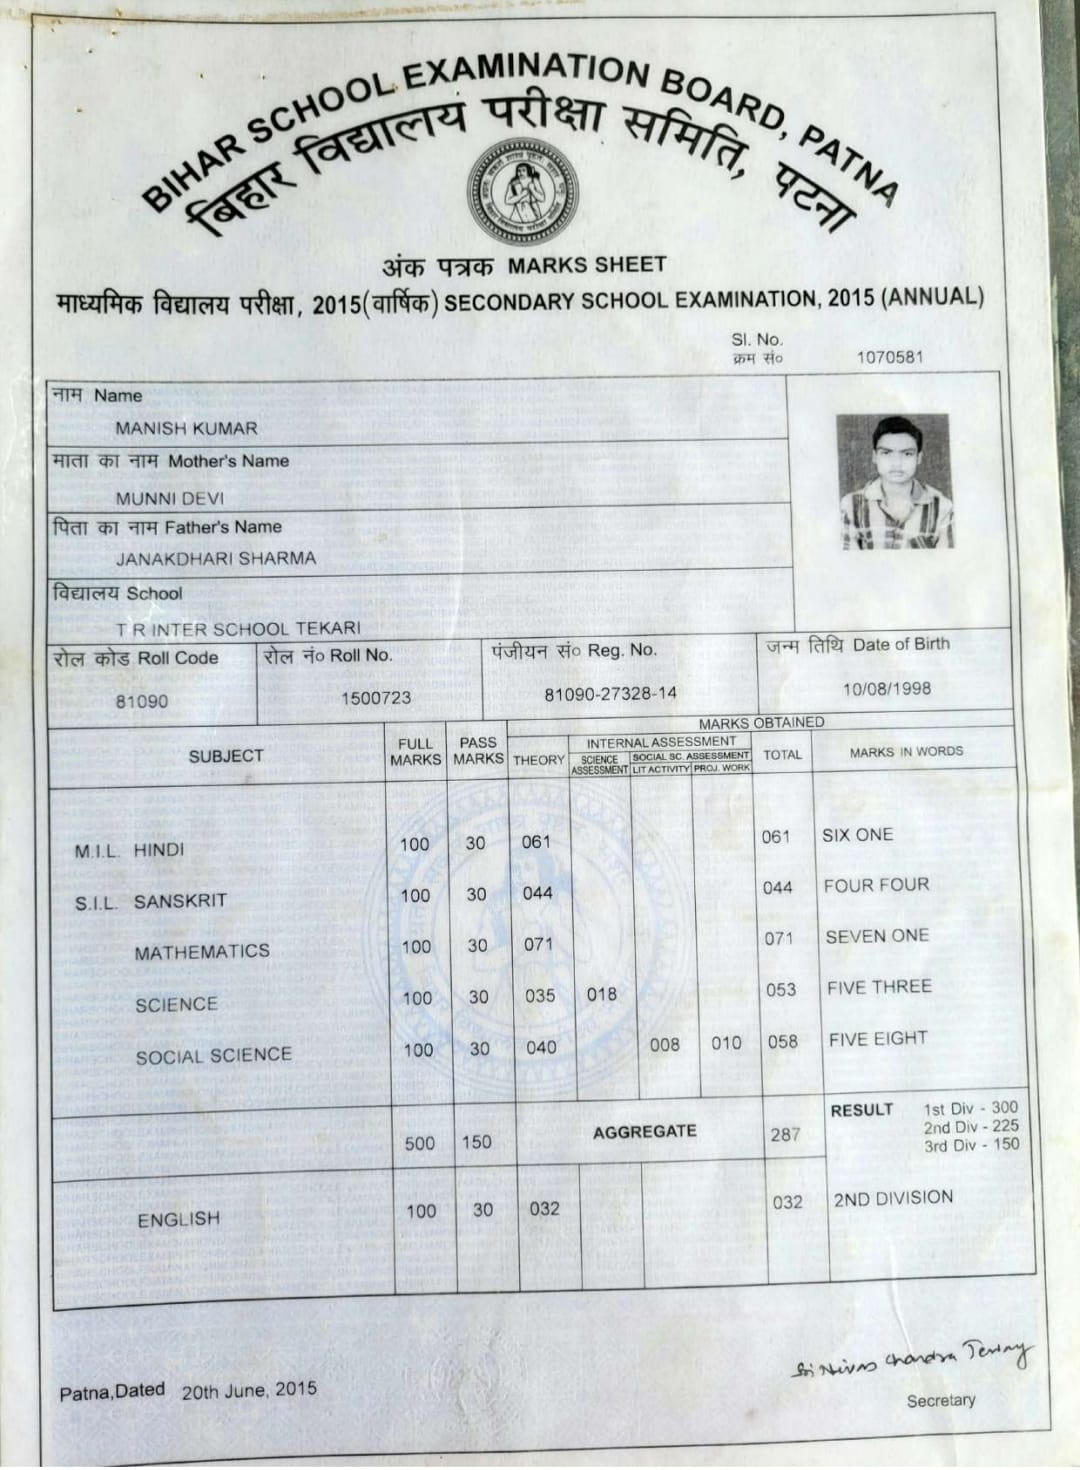 BIHAR SCHOOL EXAMINATION BOARD, PATNA
बिहार विद्यालय परीक्षा समिति, पटना
अंक पत्रक MARKS SHEET
माध्यमिक विद्यालय परीक्षा, 2015(वार्षिक) SECONDARY SCHOOL EXAMINATION, 2015 (ANNUAL)
Sl. No.
क्रम सं० 1070581
नाम Name
MANISH KUMAR
माता का नाम Mother's Name
MUNNI DEVI
पिता का नाम Father's Name
JANAKDHARI SHARMA
विद्यालय School
T R INTER SCHOOL TEKARI
रोल कोड Roll Code रोल नं० Roll No. पंजीयन सं० Reg. No. जन्म तिथि Date of Birth
81090 1500723 81090-27328-14 10/08/1998
MARKS OBTAINED
SUBJECT FULL MARKS PASS MARKS THEORY INTERNAL ASSESSMENT TOTAL MARKS IN WORDS
SCIENCE ASSESSMENT SOCIAL SC. ASSESSMENT
LIT ACTIVITY PROJ. WORK
M.I.L. HINDI 100 30 061 061 SIX ONE
S.I.L. SANSKRIT 100 30 044 044 FOUR FOUR
MATHEMATICS 100 30 071 071 SEVEN ONE
SCIENCE 100 30 035 018 053 FIVE THREE
SOCIAL SCIENCE 100 30 040 008 010 058 FIVE EIGHT
500 150 AGGREGATE 287 RESULT 1st Div - 300
2nd Div - 225
3rd Div - 150
ENGLISH 100 30 032 032 2ND DIVISION
Patna,Dated 20th June, 2015
Secretary